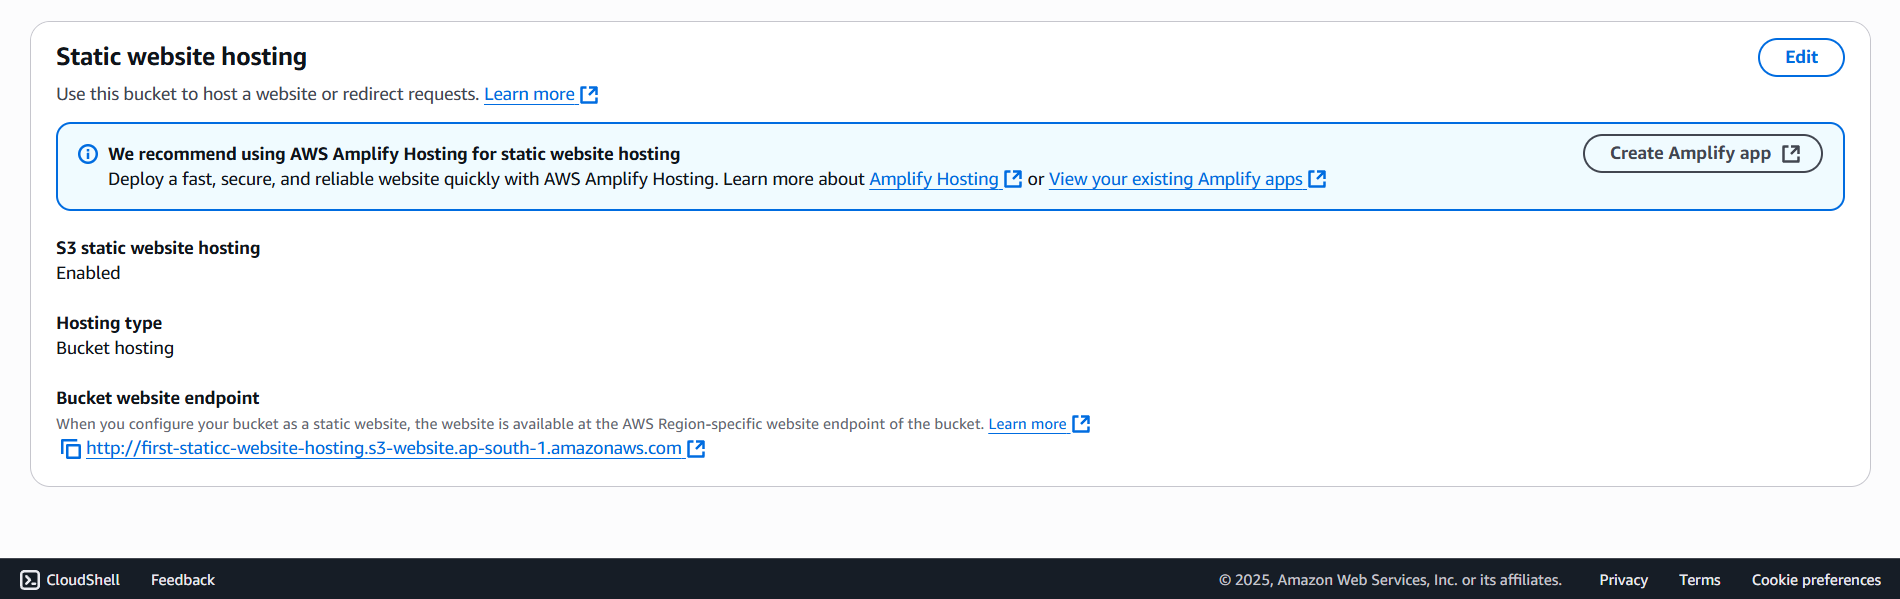 Static website hosting
Edit
Use this bucket to host a website or redirect requests. Learn more
We recommend using AWS Amplify Hosting for static website hosting
Create Amplify app
Deploy a fast, secure, and reliable website quickly with AWS Amplify Hosting. Learn more about Amplify Hosting or View your existing Amplify apps
S3 static website hosting
Enabled
Hosting type
Bucket hosting
Bucket website endpoint
When you configure your bucket as a static website, the website is available at the AWS Region-specific website endpoint of the bucket. Learn more
http://first-staticc-website-hosting.s3-website.ap-south-1.amazonaws.com
CloudShell Feedback © 2025, Amazon Web Services, Inc. or its affiliates. Privacy Terms Cookie preferences